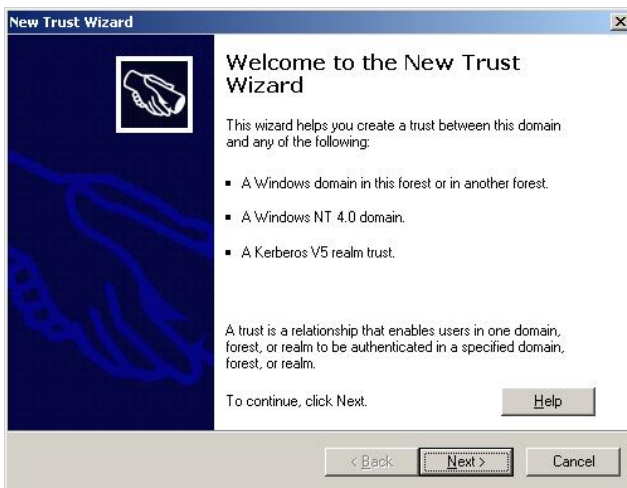 New Trust Wizard
Welcome to the New Trust
Wizard
This wizard helps you create a trust between this domain
and any of the following:
▪ A Windows domain in this forest or in another forest.
▪ A Windows NT 4.0 domain.
▪ A Kerberos V5 realm trust.
A trust is a relationship that enables users in one domain,
forest, or realm to be authenticated in a specified domain,
forest, or realm.
To continue, click Next.
Help
< Back
Next >
Cancel